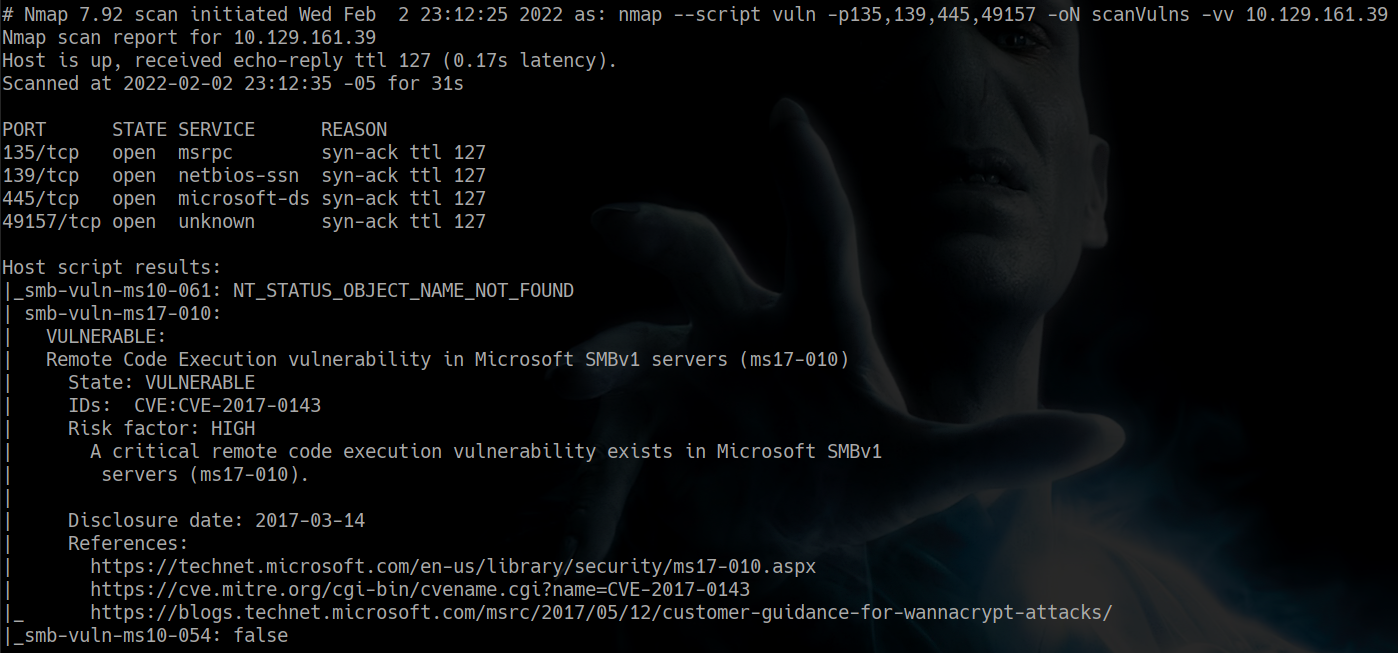 # Nmap 7.92 scan initiated Wed Feb  2 23:12:25 2022 as: nmap --script vuln -p135,139,445,49157 -oN scanVulns -vv 10.129.161.39
Nmap scan report for 10.129.161.39
Host is up, received echo-reply ttl 127 (0.17s latency).
Scanned at 2022-02-02 23:12:35 -05 for 31s

PORT      STATE SERVICE      REASON
135/tcp   open  msrpc        syn-ack ttl 127
139/tcp   open  netbios-ssn  syn-ack ttl 127
445/tcp   open  microsoft-ds syn-ack ttl 127
49157/tcp open  unknown      syn-ack ttl 127

Host script results:
|_smb-vuln-ms10-061: NT_STATUS_OBJECT_NAME_NOT_FOUND
| smb-vuln-ms17-010:
|   VULNERABLE:
|   Remote Code Execution vulnerability in Microsoft SMBv1 servers (ms17-010)
|     State: VULNERABLE
|     IDs:  CVE:CVE-2017-0143
|     Risk factor: HIGH
|       A critical remote code execution vulnerability exists in Microsoft SMBv1
|        servers (ms17-010).
|
|     Disclosure date: 2017-03-14
|     References:
|       https://technet.microsoft.com/en-us/library/security/ms17-010.aspx
|       https://cve.mitre.org/cgi-bin/cvename.cgi?name=CVE-2017-0143
|_      https://blogs.technet.microsoft.com/msrc/2017/05/12/customer-guidance-for-wannacrypt-attacks/
|_smb-vuln-ms10-054: false